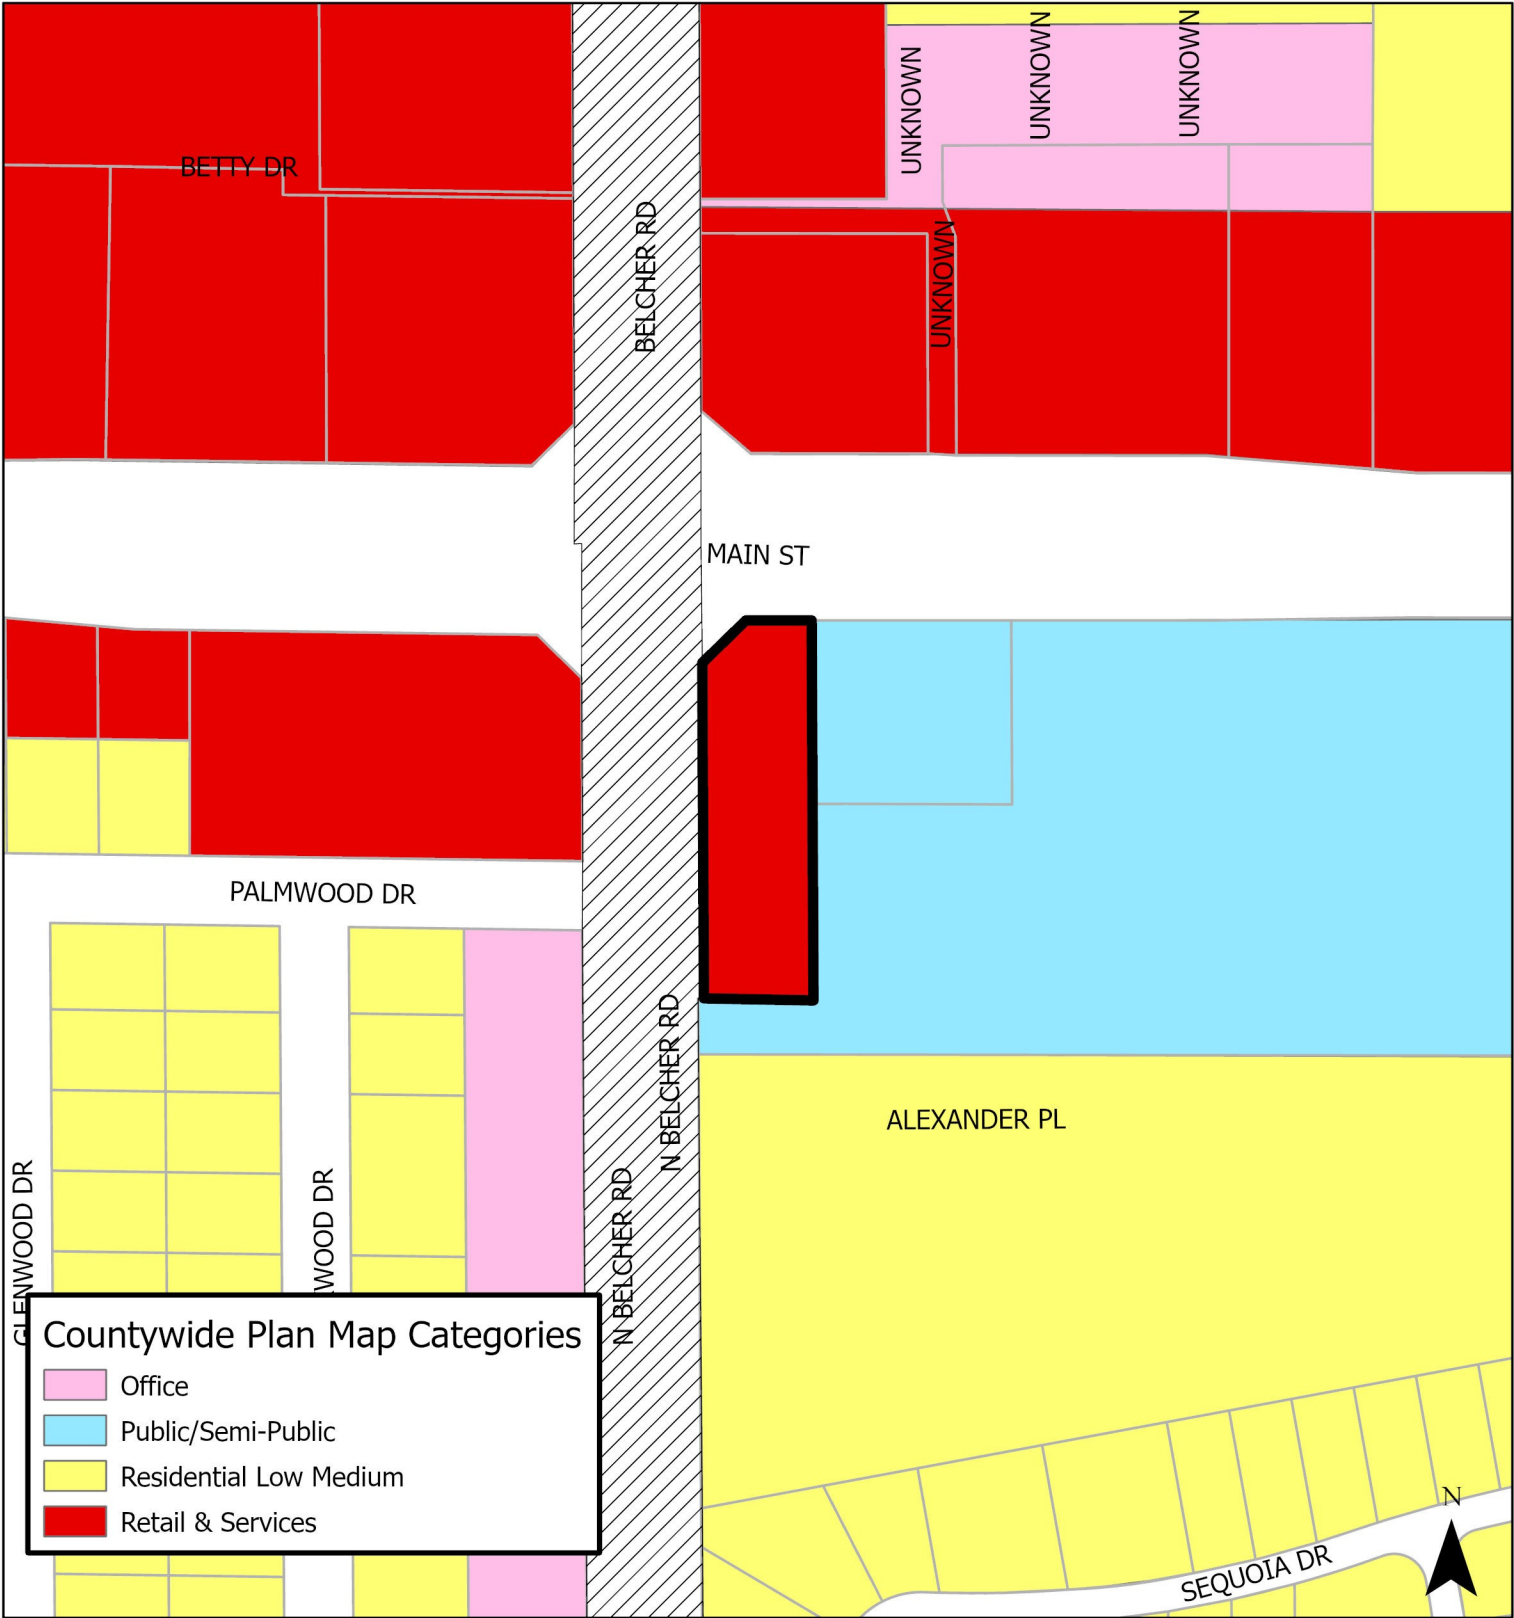 UNKNOWN
UNKNOWN
UNKNOWN
BETTY DR
BELCHER RD
UNKNOWN
MAIN ST
PALMWOOD DR
N BELCHER RD
ALEXANDER PL
GLENWOOD DR
WOOD DR
N BELCHER RD
Countywide Plan Map Categories
Office
Public/Semi-Public
Residential Low Medium
Retail & Services
N
SEQUOIA DR